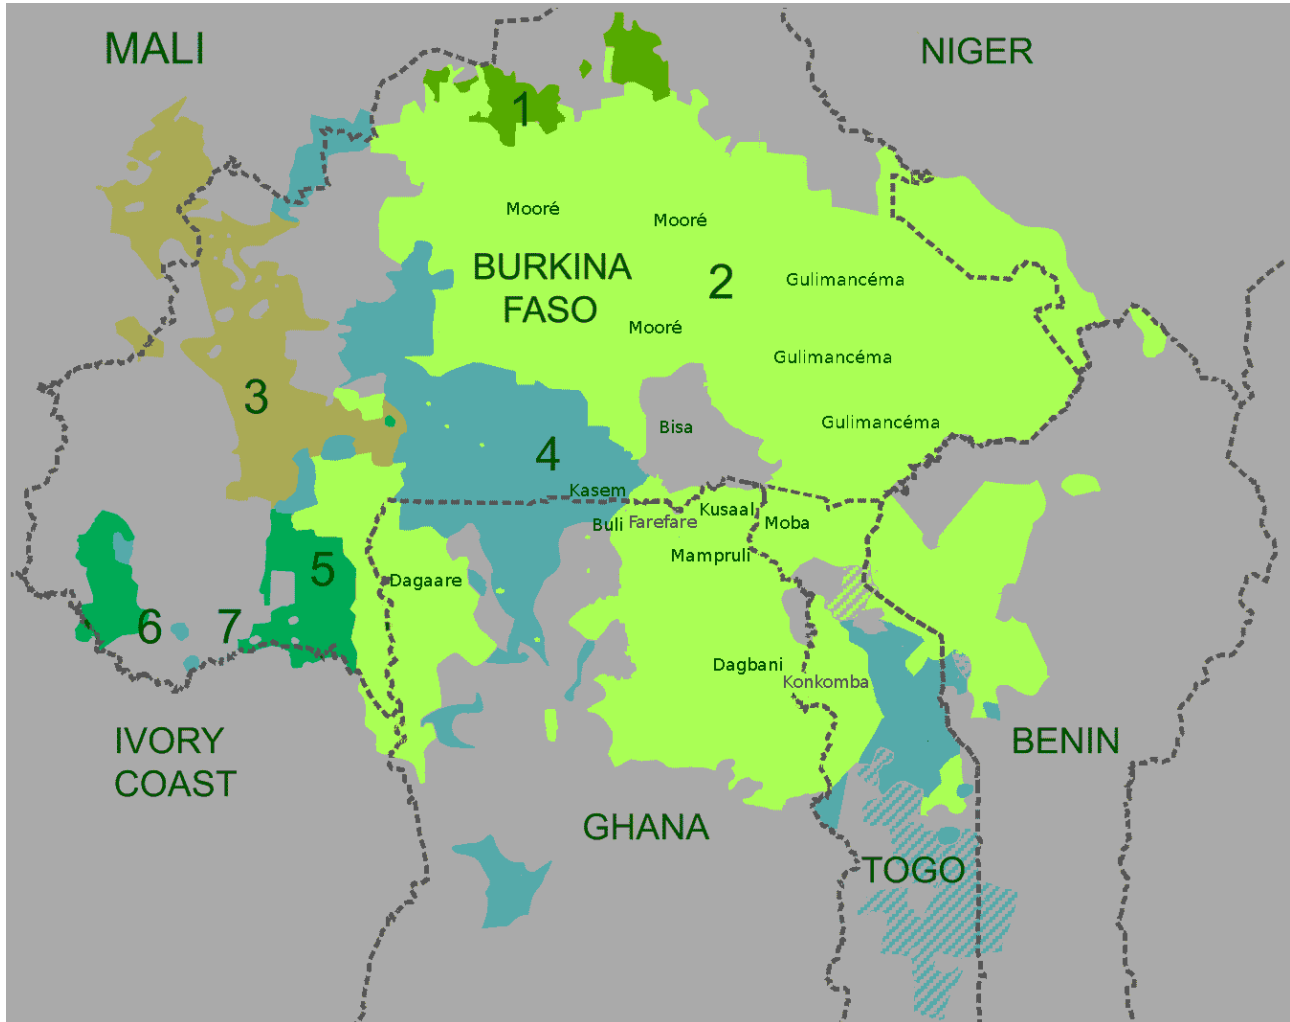 MALI
NIGER
1
Mooré
Mooré
BURKINA
FASO
2
Gulimancéma
Mooré
Gulimancéma
3
Gulimancéma
Bisa
4
Kasem
Kusaal
Buli
Farefare
Moba
Mampruli
5
Dagaare
6
7
Dagbani
Konkomba
IVORY
COAST
BENIN
GHANA
TOGO